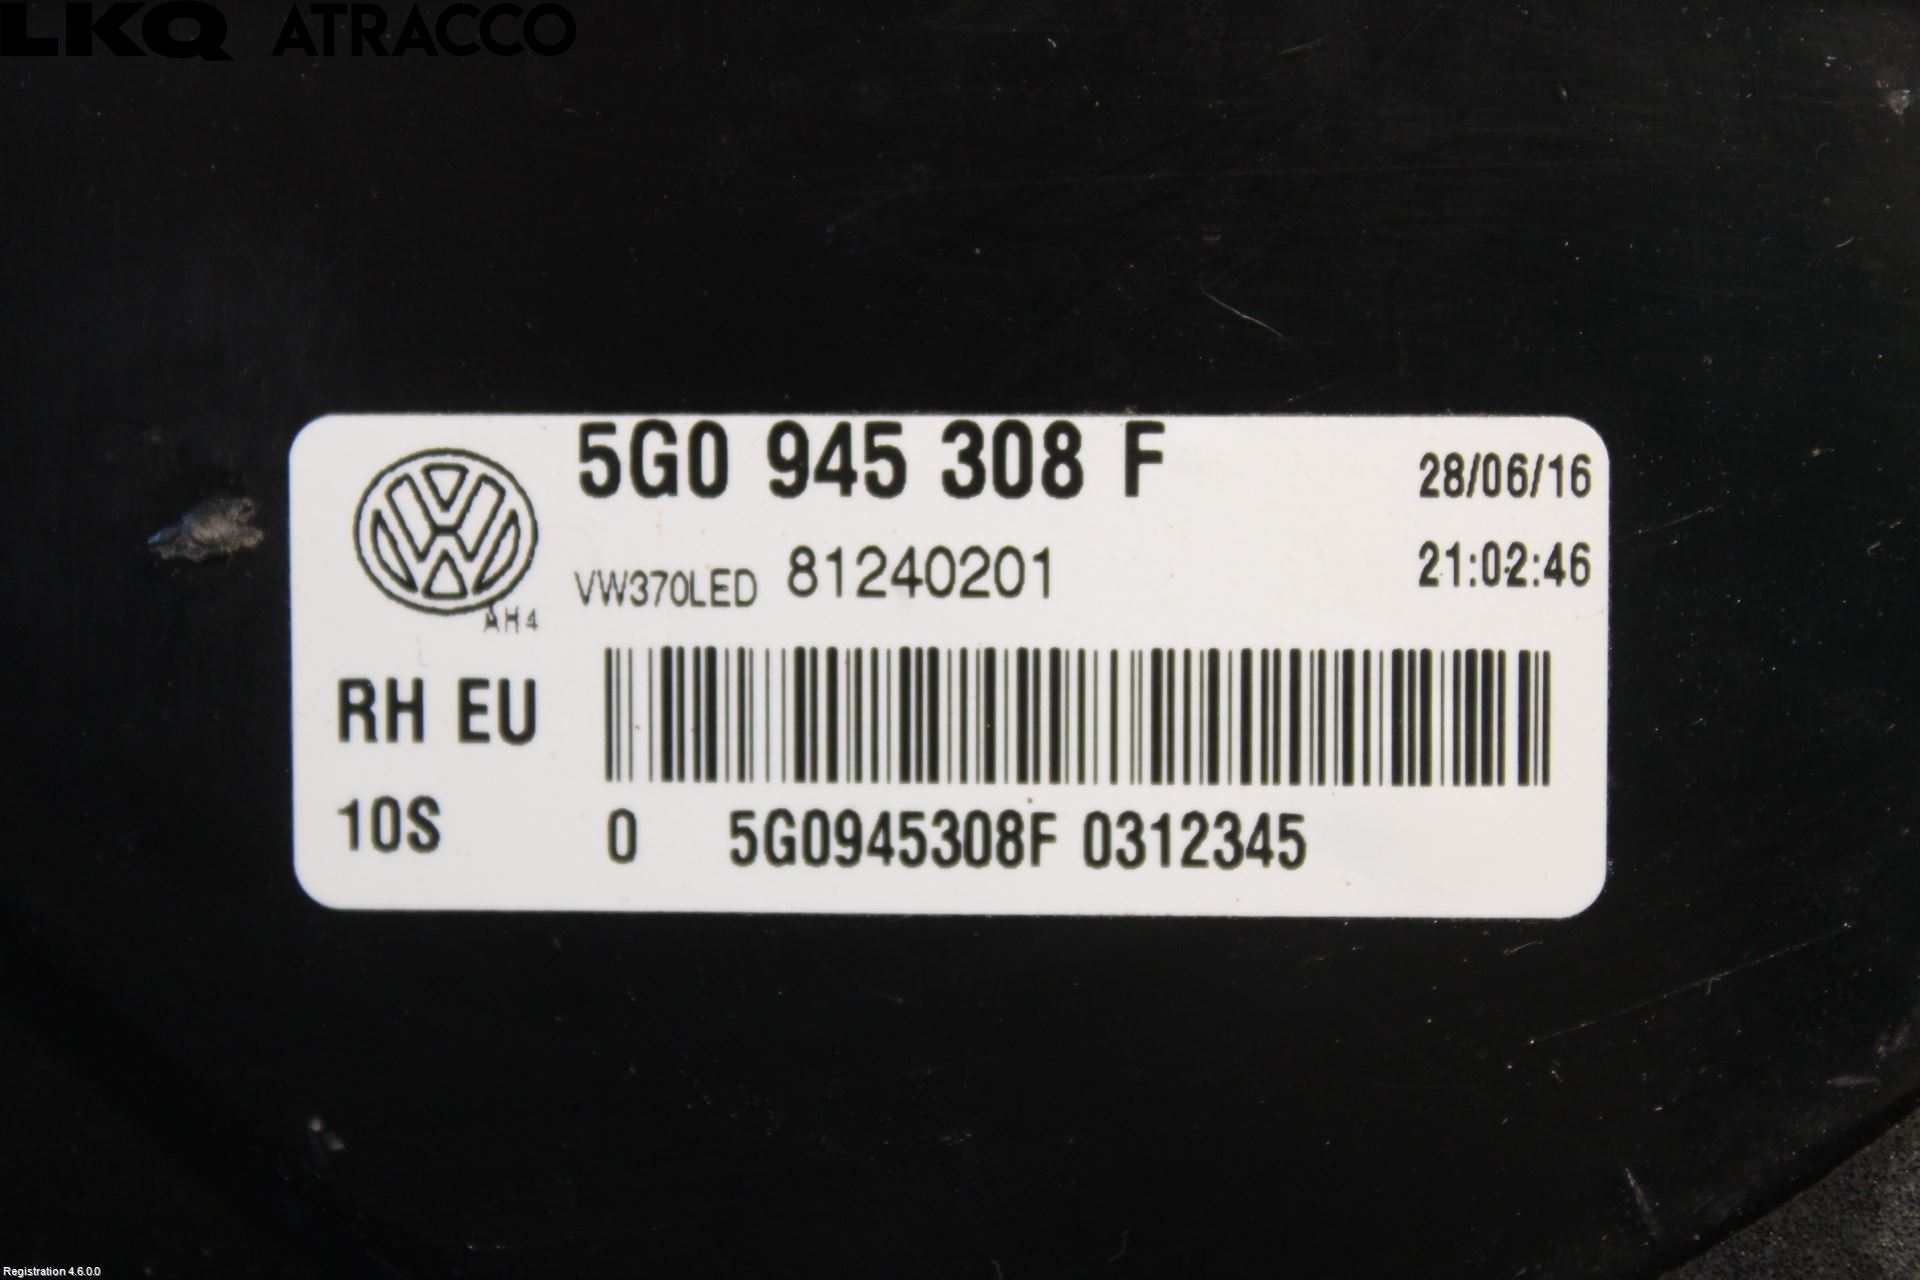 LKQ ATRACCO
5G0 945 308 F
28/06/16
VW370LED 81240201
21:02:46
AH4
RH EU
10S
0 5G0945308F 0312345
Registration 4.6.0.0